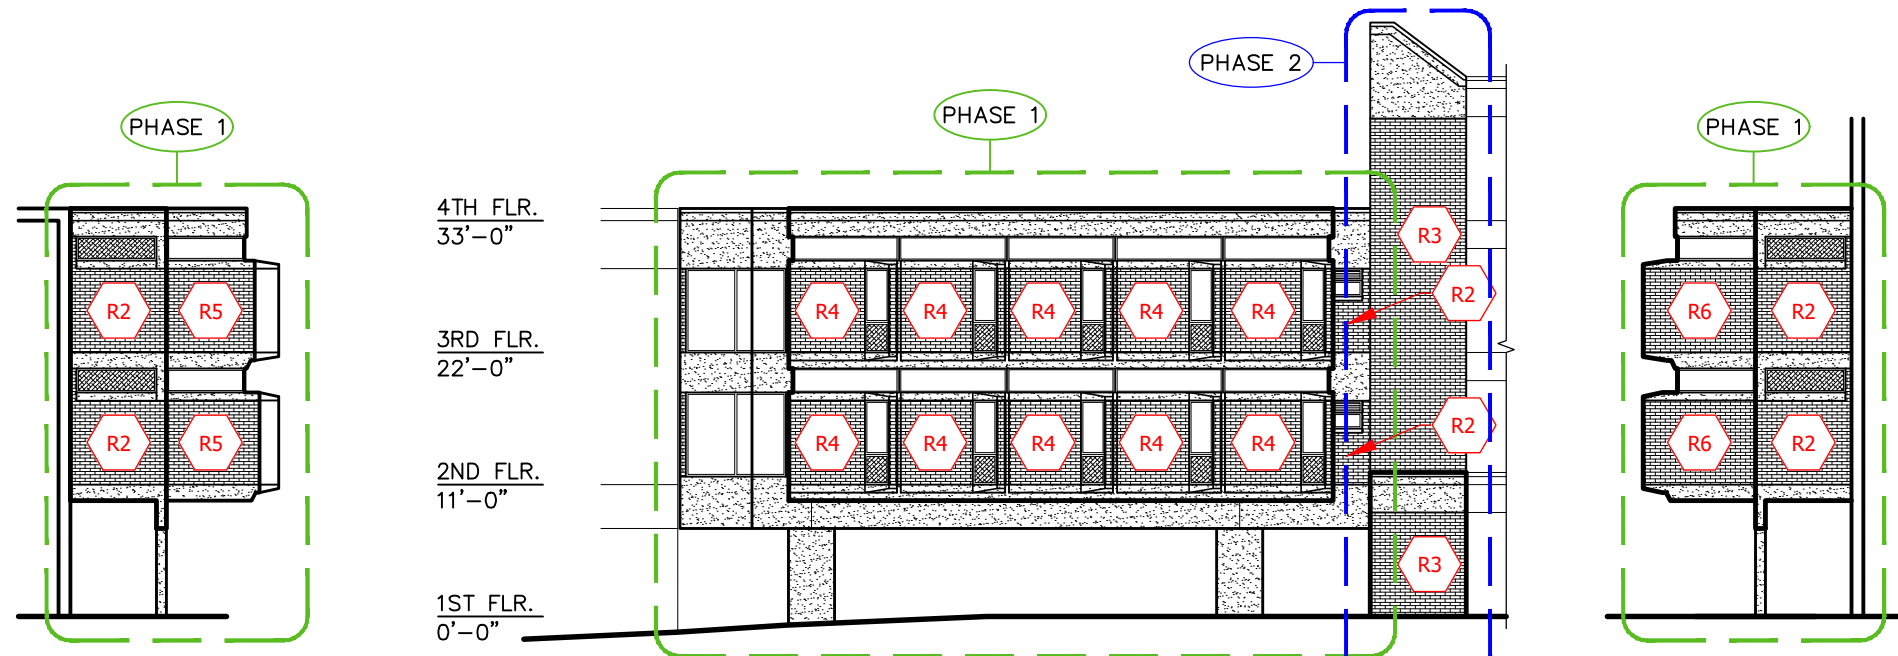 PHASE 2
PHASE 1
PHASE 1
PHASE 1
4TH FLR.
33'-0"
R3
R2
R5
R4
R4
R4
R4
R4
R2
R6
R2
3RD FLR.
22'-0"
R2
R5
R4
R4
R4
R4
R4
R2
R6
R2
2ND FLR.
11'-0"
R3
1ST FLR.
0'-0"